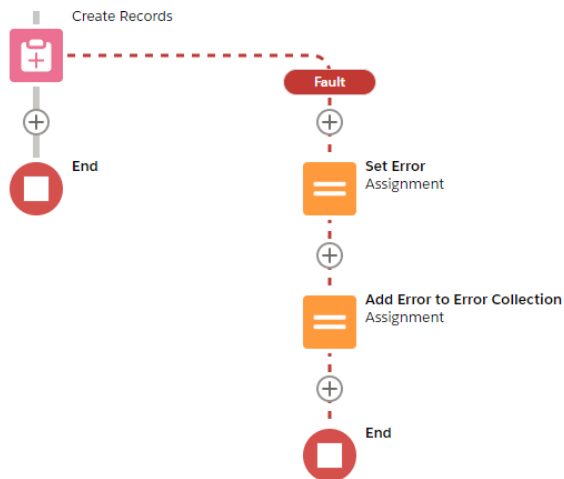 Create Records
Fault
End
Set Error
Assignment
Add Error to Error Collection
Assignment
End